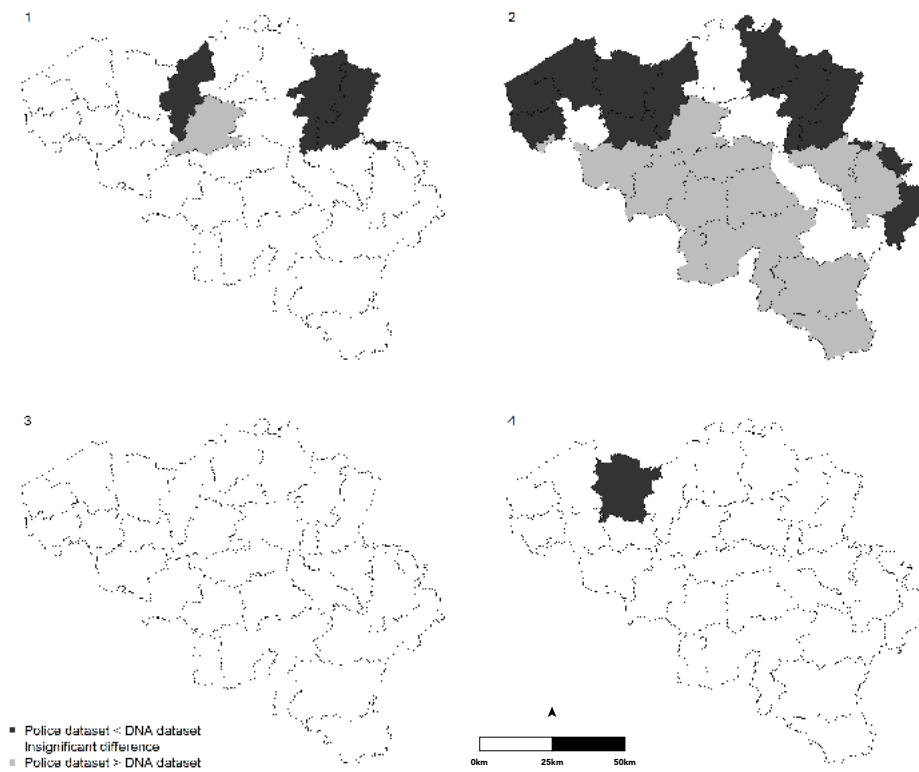 1
2
3
4
Police dataset < DNA dataset
Insignificant difference
Police dataset > DNA dataset
0km 25km 50km